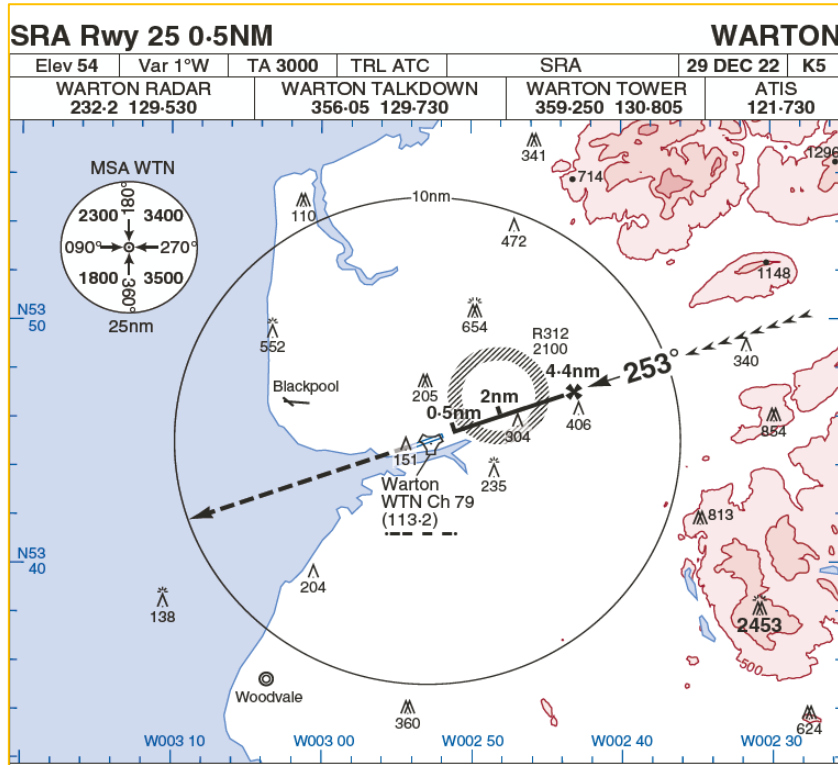 SRA Rwy 25 0·5NM WARTON
Elev 54 Var 1°W TA 3000 TRL ATC SRA 29 DEC 22 K5
WARTON RADAR WARTON TALKDOWN WARTON TOWER ATIS
232·2 129·530 356·05 129·730 359·250 130·805 121·730
MSA WTN
180°
2300 3400
090° 270°
1800 3500
360°
25nm
341
714
1296
110
10nm
472
1148
N53
50
552
654
R312
2100
253°
340
4·4nm
Blackpool
205
2nm
0·5nm
304
406
854
151
Warton
WTN Ch 79
(113·2)
235
813
N53
40
204
138
2453
500
Woodvale
360
624
W003 10 W003 00 W002 50 W002 40 W002 30